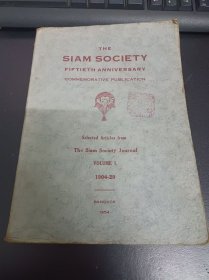 THE
SIAM SOCIETY
FIFTIETH ANNIVERSARY
COMMEMORATIVE PUBLICATION
Selected Articles from
The Siam Society Journal
VOLUME I,
1904-29
BANGKOK
1954